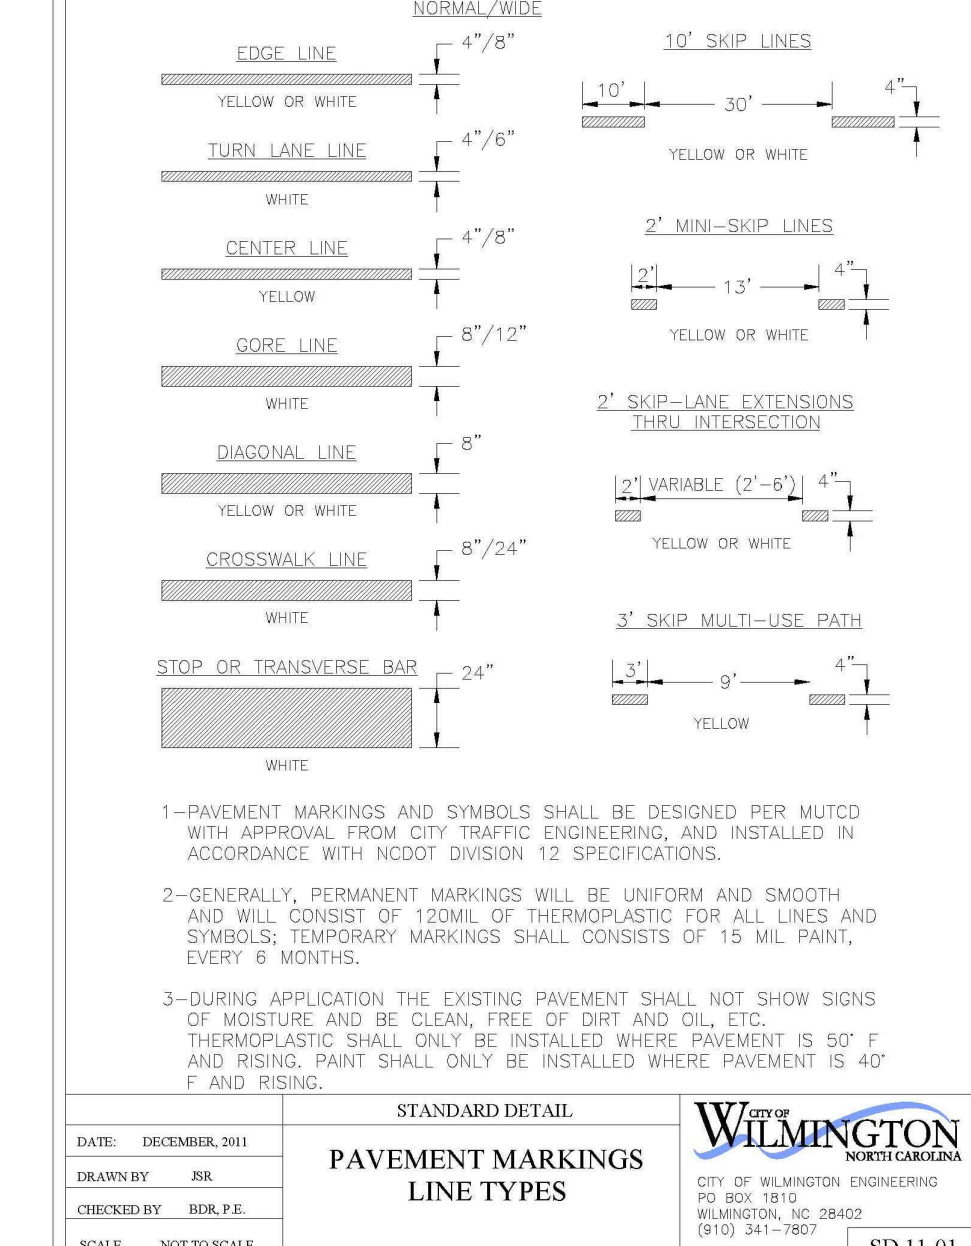 NORMAL/WIDE
EDGE LINE
4"/8"
YELLOW OR WHITE
TURN LANE LINE
4"/6"
WHITE
CENTER LINE
4"/8"
YELLOW
GORE LINE
8"/12"
WHITE
DIAGONAL LINE
8"
YELLOW OR WHITE
CROSSWALK LINE
8"/24"
WHITE
STOP OR TRANSVERSE BAR
24"
WHITE
10' SKIP LINES
10'
30'
4"
YELLOW OR WHITE
2' MINI-SKIP LINES
2'
13'
4"
YELLOW OR WHITE
2' SKIP-LANE EXTENSIONS
THRU INTERSECTION
2'
VARIABLE (2'-6')
4"
YELLOW OR WHITE
3' SKIP MULTI-USE PATH
3'
9'
4"
YELLOW
1-PAVEMENT MARKINGS AND SYMBOLS SHALL BE DESIGNED PER MUTCD
WITH APPROVAL FROM CITY TRAFFIC ENGINEERING, AND INSTALLED IN
ACCORDANCE WITH NCDOT DIVISION 12 SPECIFICATIONS.
2-GENERALLY, PERMANENT MARKINGS WILL BE UNIFORM AND SMOOTH
AND WILL CONSIST OF 120MIL OF THERMOPLASTIC FOR ALL LINES AND
SYMBOLS; TEMPORARY MARKINGS SHALL CONSISTS OF 15 MIL PAINT,
EVERY 6 MONTHS.
3-DURING APPLICATION THE EXISTING PAVEMENT SHALL NOT SHOW SIGNS
OF MOISTURE AND BE CLEAN, FREE OF DIRT AND OIL, ETC.
THERMOPLASTIC SHALL ONLY BE INSTALLED WHERE PAVEMENT IS 50° F
AND RISING. PAINT SHALL ONLY BE INSTALLED WHERE PAVEMENT IS 40°
F AND RISING.
DATE: DECEMBER, 2011
DRAWN BY JSR
CHECKED BY BDR, P.E.
SCALE NOT TO SCALE
STANDARD DETAIL
PAVEMENT MARKINGS
LINE TYPES
CITY OF
WILMINGTON
NORTH CAROLINA
CITY OF WILMINGTON ENGINEERING
PO BOX 1810
WILMINGTON, NC 28402
(910) 341-7807
SD 11-01